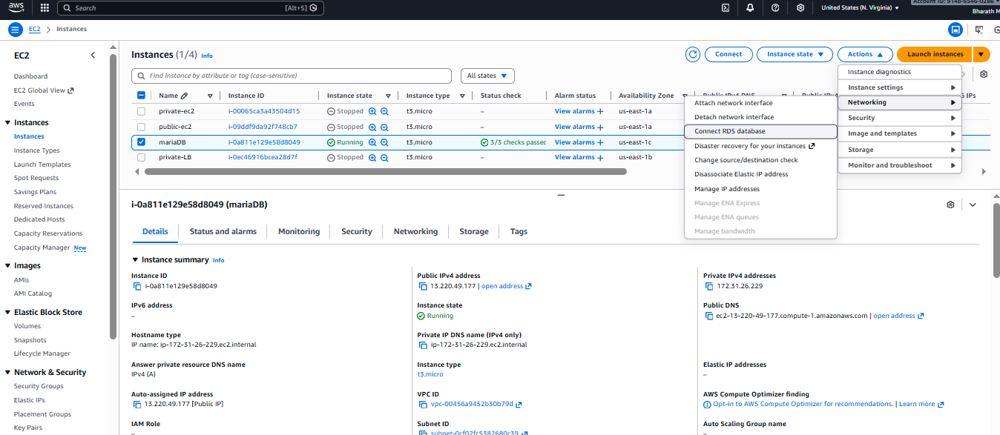 aws
Search
[Alt+S]
United States (N. Virginia)
Account ID: 9148-6546-0286
Bharath M
EC2
Instances
EC2
Dashboard
EC2 Global View
Events
Instances
Instances
Instance Types
Launch Templates
Spot Requests
Savings Plans
Reserved Instances
Dedicated Hosts
Capacity Reservations
Capacity Manager New
Images
AMIs
AMI Catalog
Elastic Block Store
Volumes
Snapshots
Lifecycle Manager
Network & Security
Security Groups
Elastic IPs
Placement Groups
Key Pairs
Instances (1/4) Info
Connect
Instance state
Actions
Launch instances
Find Instance by attribute or tag (case-sensitive)
All states
Name Instance ID Instance state Instance type Status check Alarm status Availability Zone Public IPv4 DNS
private-ec2 i-00065ca3a43504d15 Stopped t3.micro – View alarms + us-east-1a
public-ec2 i-09ddf9da92f748cb7 Stopped t3.micro – View alarms + us-east-1a
mariaDB i-0a811e129e58d8049 Running t3.micro 3/3 checks passed View alarms + us-east-1c
private-LB i-0ec46916bcea28d7f Stopped t3.micro – View alarms + us-east-1b
Instance diagnostics
Instance settings
Networking
Security
Image and templates
Storage
Monitor and troubleshoot
Attach network interface
Detach network interface
Connect RDS database
Disaster recovery for your instances
Change source/destination check
Disassociate Elastic IP address
Manage IP addresses
Manage ENA Express
Manage ENA queues
Manage bandwidth
IPs
i-0a811e129e58d8049 (mariaDB)
Details
Status and alarms
Monitoring
Security
Networking
Storage
Tags
Instance summary Info
Instance ID
i-0a811e129e58d8049
Public IPv4 address
13.220.49.177 | open address
Private IPv4 addresses
172.31.26.229
IPv6 address
–
Instance state
Running
Public DNS
ec2-13-220-49-177.compute-1.amazonaws.com | open address
Hostname type
IP name: ip-172-31-26-229.ec2.internal
Private IP DNS name (IPv4 only)
ip-172-31-26-229.ec2.internal
Answer private resource DNS name
IPv4 (A)
Instance type
t3.micro
Elastic IP addresses
–
Auto-assigned IP address
13.220.49.177 [Public IP]
VPC ID
vpc-00456a9452b30b79d
AWS Compute Optimizer finding
Opt-in to AWS Compute Optimizer for recommendations. | Learn more
IAM Role
–
Subnet ID
subnet-0cf02fc5382680c39
Auto Scaling Group name
–